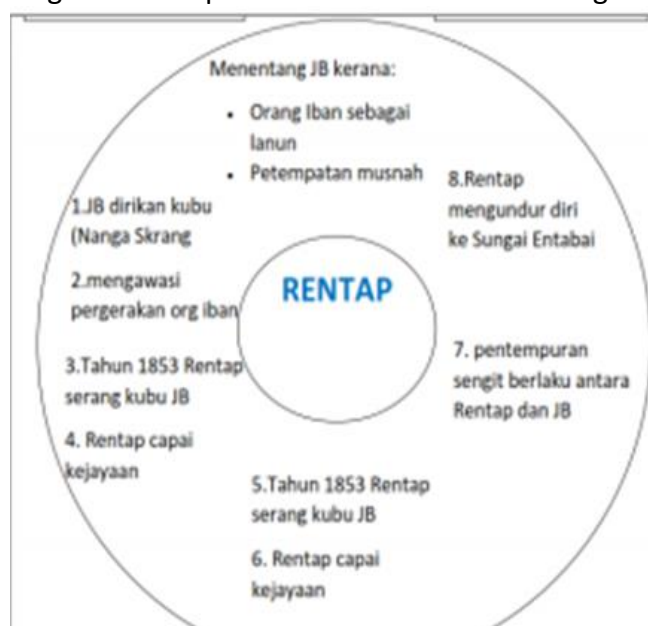 Menentang JB kerana:
• Orang Iban sebagai
lanun
• Petempatan musnah
1.JB dirikan kubu
(Nanga Skrang
2.mengawasi
pergerakan org iban
3.Tahun 1853 Rentap
serang kubu JB
4. Rentap capai
kejayaan
5.Tahun 1853 Rentap
serang kubu JB
6. Rentap capai
kejayaan
7. pentempuran
sengit berlaku antara
Rentap dan JB
8.Rentap
mengundur diri
ke Sungai Entabai
RENTAP